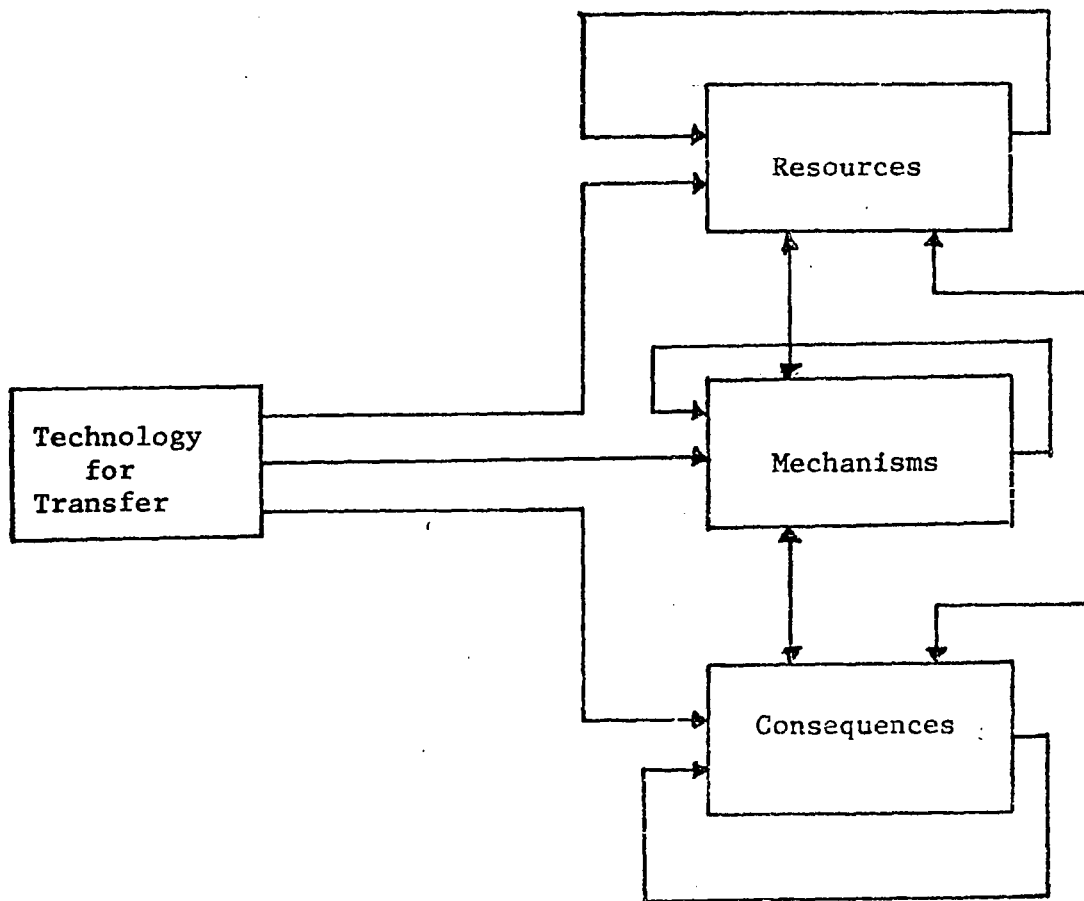 Resources
Technology
for
Transfer
Mechanisms
Consequences